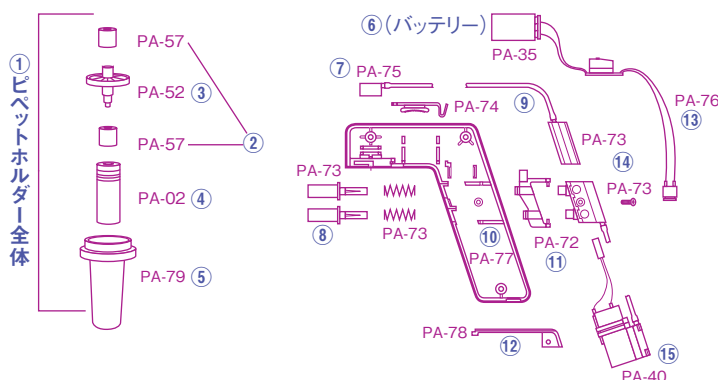 ①ピペットホルダー全体
PA-57
PA-52 ③
PA-57 ②
PA-02 ④
PA-79 ⑤
⑥(バッテリー)
PA-35
⑦ PA-75
PA-74
⑨
PA-76
⑬
PA-73
⑭
PA-73
⑧
PA-73
⑩
PA-77
PA-72
⑪
PA-73
PA-78
⑫
⑮
PA-40